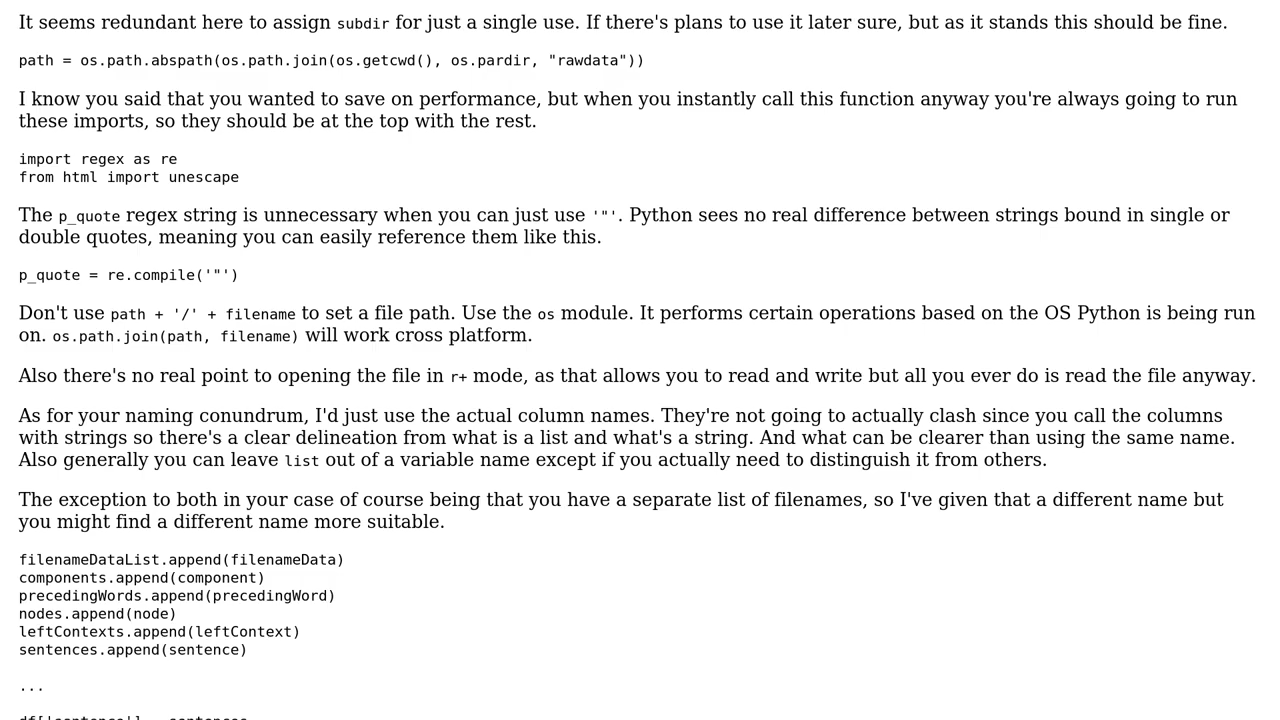 It seems redundant here to assign subdir for just a single use. If there's plans to use it later sure, but as it stands this should be fine.
path = os.path.abspath(os.path.join(os.getcwd(), os.pardir, "rawdata"))
I know you said that you wanted to save on performance, but when you instantly call this function anyway you're always going to run
these imports, so they should be at the top with the rest.
import regex as re
from html import unescape
The p_quote regex string is unnecessary when you can just use '"'. Python sees no real difference between strings bound in single or
double quotes, meaning you can easily reference them like this.
p_quote = re.compile('"')
Don't use path + '/' + filename to set a file path. Use the os module. It performs certain operations based on the OS Python is being run
on. os.path.join(path, filename) will work cross platform.
Also there's no real point to opening the file in r+ mode, as that allows you to read and write but all you ever do is read the file anyway.
As for your naming conundrum, I'd just use the actual column names. They're not going to actually clash since you call the columns
with strings so there's a clear delineation from what is a list and what's a string. And what can be clearer than using the same name.
Also generally you can leave list out of a variable name except if you actually need to distinguish it from others.
The exception to both in your case of course being that you have a separate list of filenames, so I've given that a different name but
you might find a different name more suitable.
filenameDataList.append(filenameData)
components.append(component)
precedingWords.append(precedingWord)
nodes.append(node)
leftContexts.append(leftContext)
sentences.append(sentence)
...
df['sentence'] = sentences